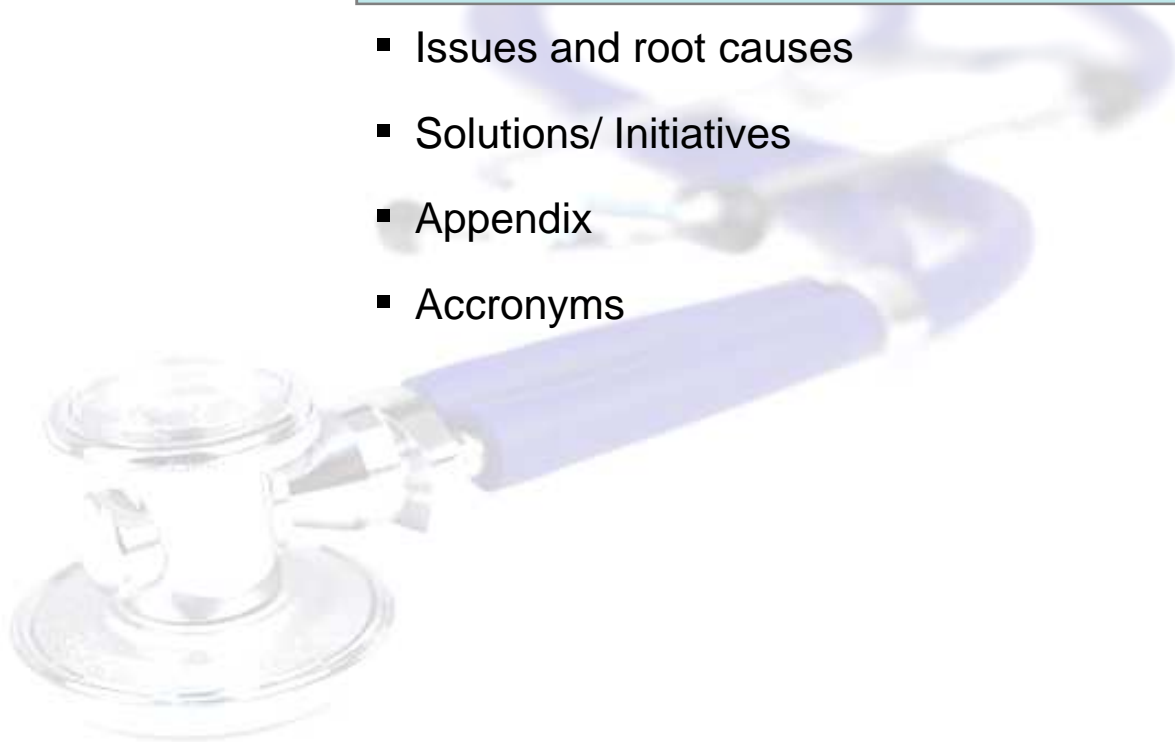 ▪ Issues and root causes
▪ Solutions/ Initiatives
▪ Appendix
▪ Accronyms